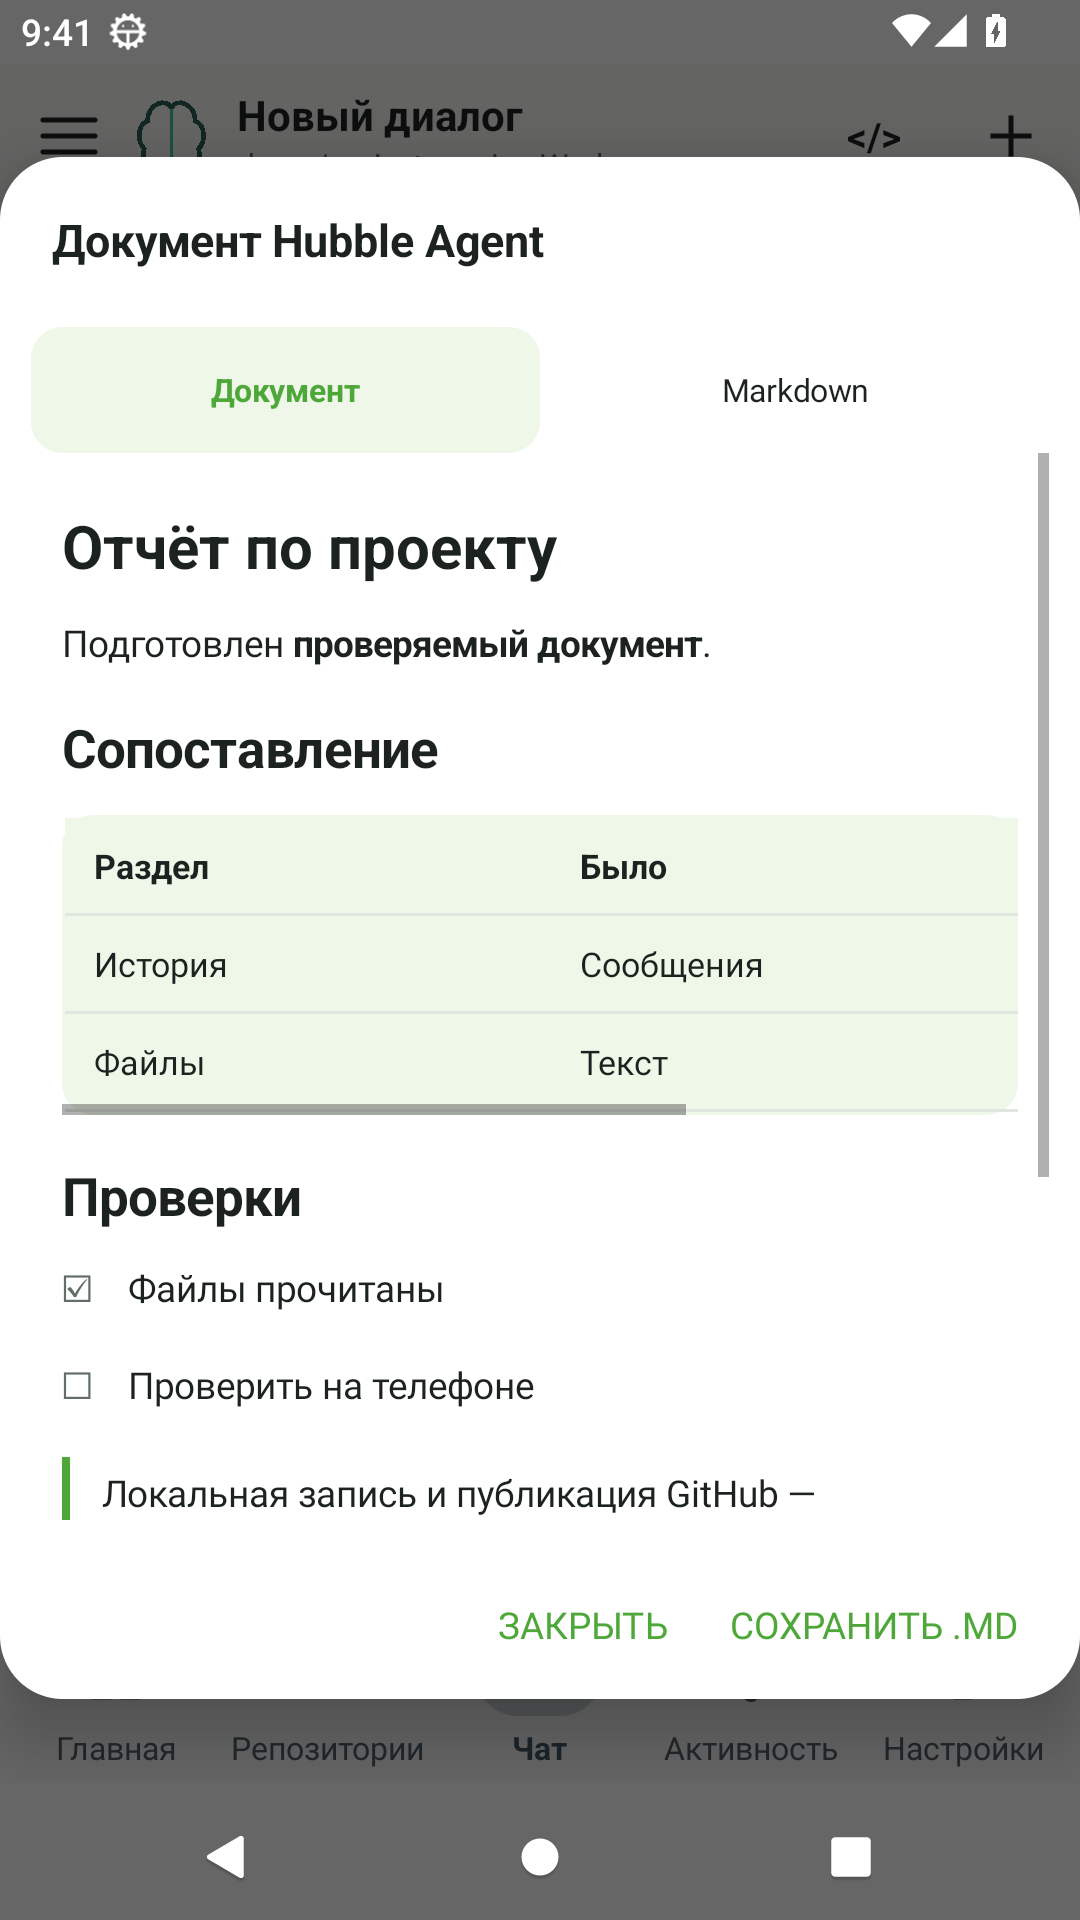 9:41
Новый диалог
</>
Документ Hubble Agent
Документ
Markdown
Отчёт по проекту
Подготовлен проверяемый документ.
Сопоставление
Раздел Было
История Сообщения
Файлы Текст
Проверки
☑ Файлы прочитаны
☐ Проверить на телефоне
Локальная запись и публикация GitHub —
ЗАКРЫТЬ СОХРАНИТЬ .MD
Главная Репозитории Чат Активность Настройки